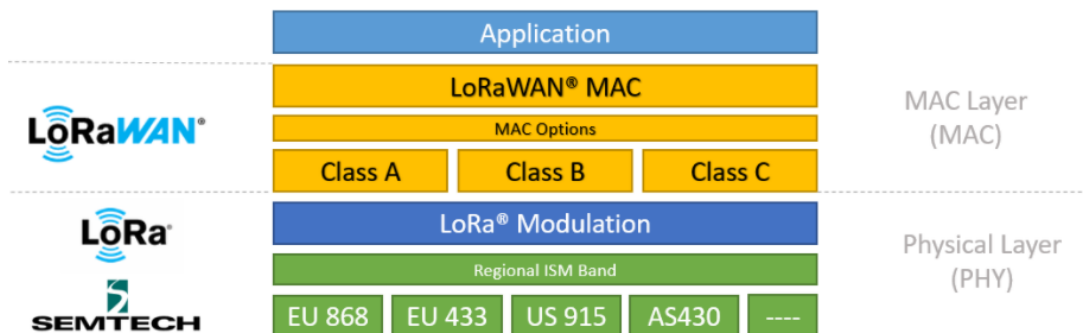 Application
LoRaWAN® MAC
MAC Options
Class A Class B Class C
LoRaWAN®
MAC Layer
(MAC)
LoRa® Modulation
Regional ISM Band
EU 868 EU 433 US 915 AS430 ----
LoRa®
SEMTECH
Physical Layer
(PHY)